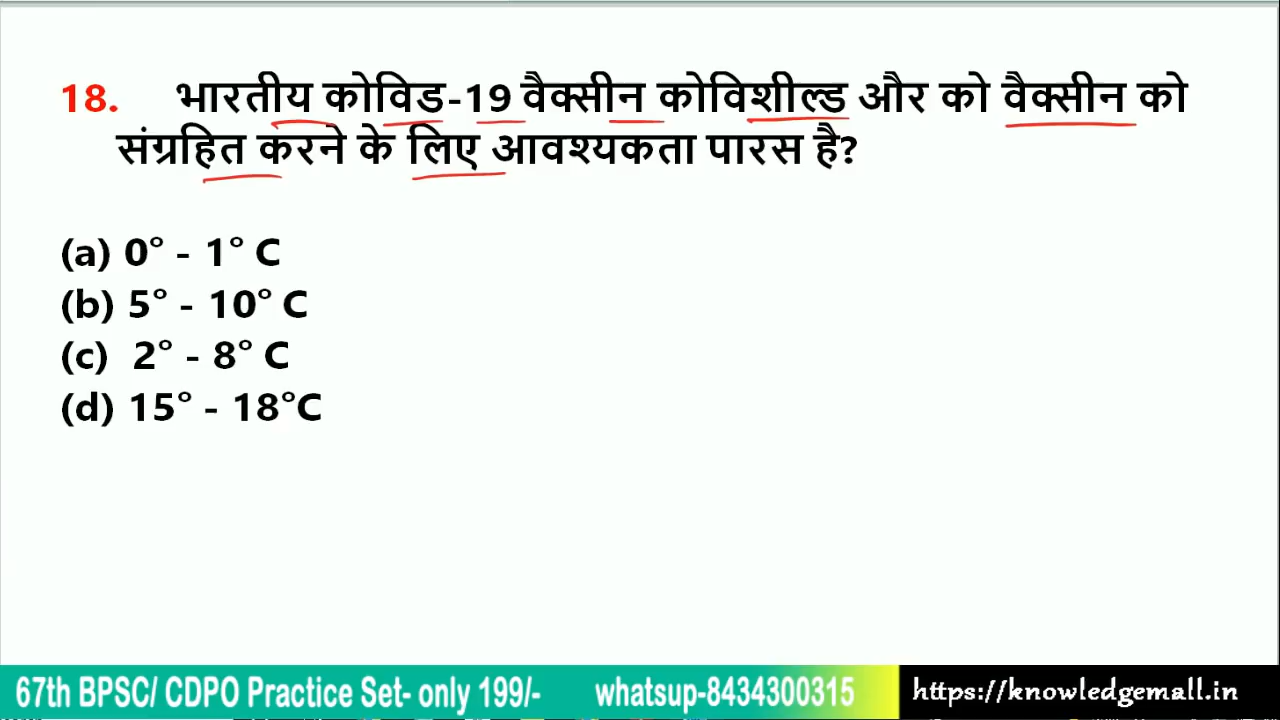 18. भारतीय कोविड-19 वैक्सीन कोविशील्ड और को वैक्सीन को
संग्रहित करने के लिए आवश्यकता पारस है?
(a) 0° - 1° C
(b) 5° - 10° C
(c) 2° - 8° C
(d) 15° - 18°C
67th BPSC/ CDPO Practice Set- only 199/- whatsup-8434300315 https://knowledgemall.in